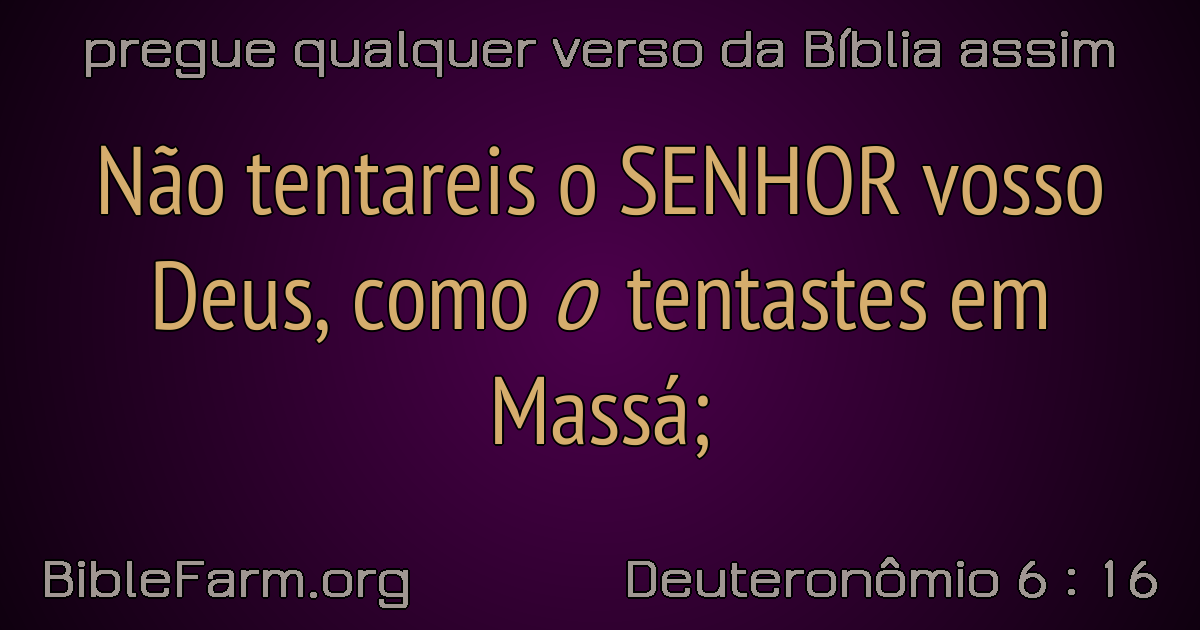 pregue qualquer verso da Bíblia assim
Não tentareis o SENHOR vosso
Deus, como o tentastes em
Massá;
BibleFarm.org
Deuteronômio 6 : 16